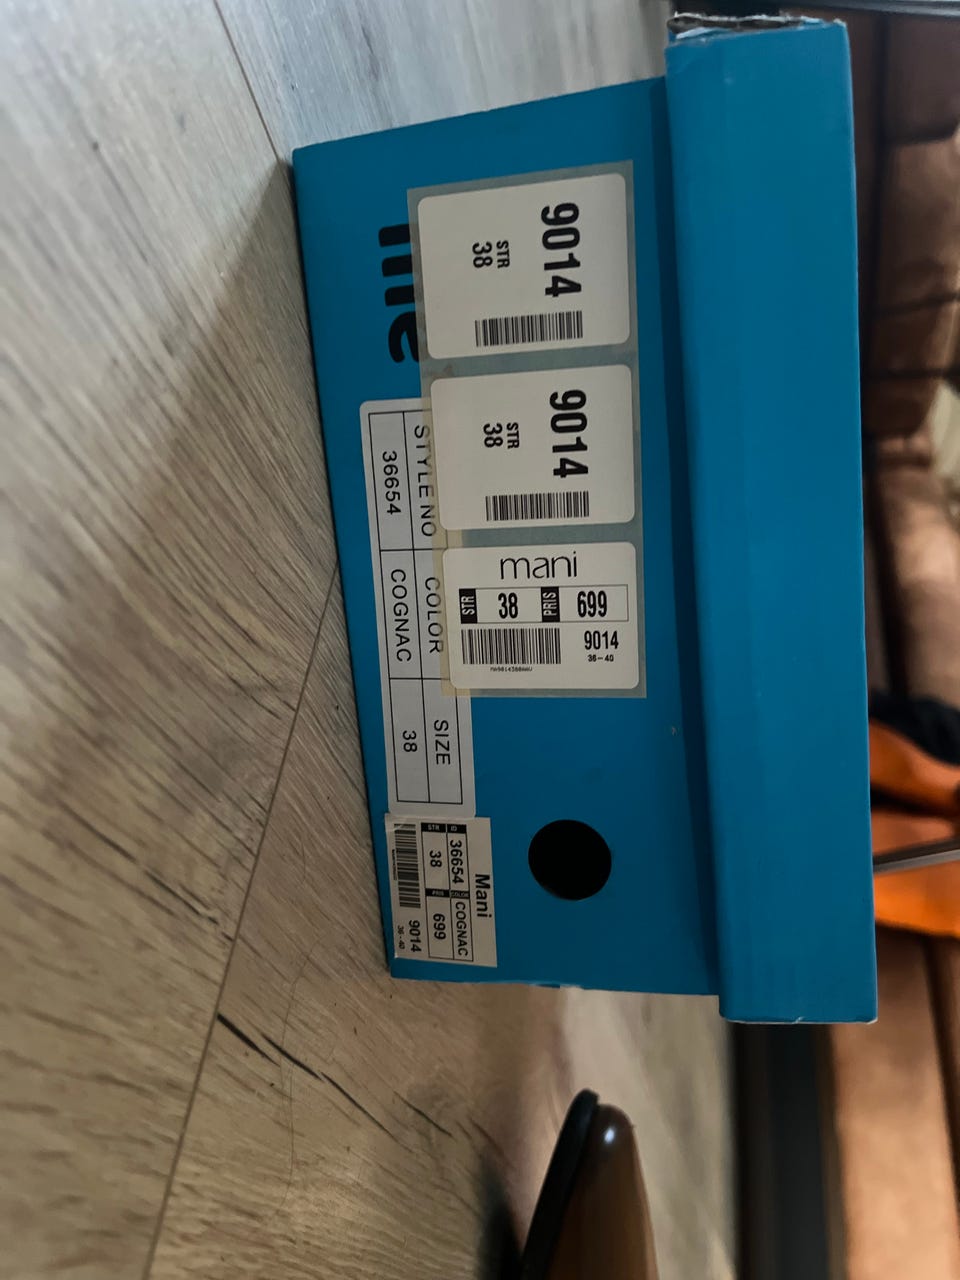 9014
STR
38
9014
STR
38
mani
STR 38 PRIS 699
9014
36-40
STYLE NO COLOR SIZE
36654 COGNAC 38
Mani
ID 36654 COLOR COGNAC
STR 38 PRIS 699
9014
36-40